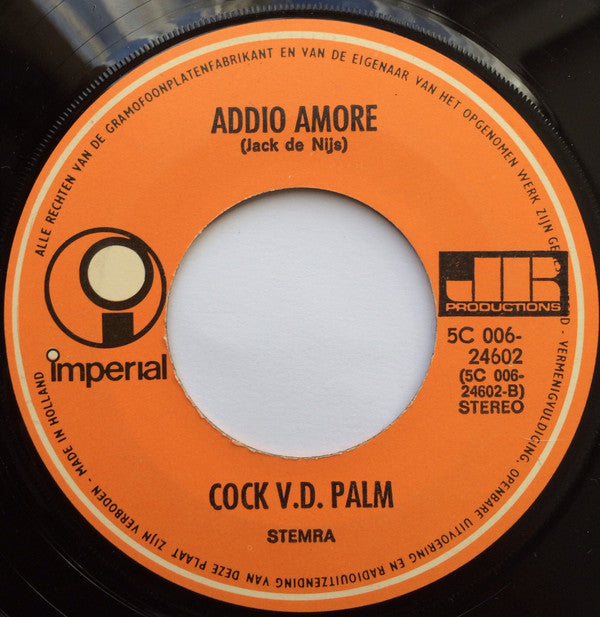 ADDIO AMORE
(Jack de Nijs)
imperial
JR
PRODUCTIONS
5C 006-
24602
(5C 006-
24602-B)
STEREO
COCK V.D. PALM
STEMRA
ALLE RECHTEN VAN DE GRAMOFOONPLATENFABRIKANT EN VAN DE EIGENAAR VAN HET OPGENOMEN WERK ZIJN - VERMENIGVULDIGING, OPENBARE UITVOERING EN RADIOUITZENDING VAN DEZE PLAAT ZIJN VERBODEN - MADE IN HOLLAND